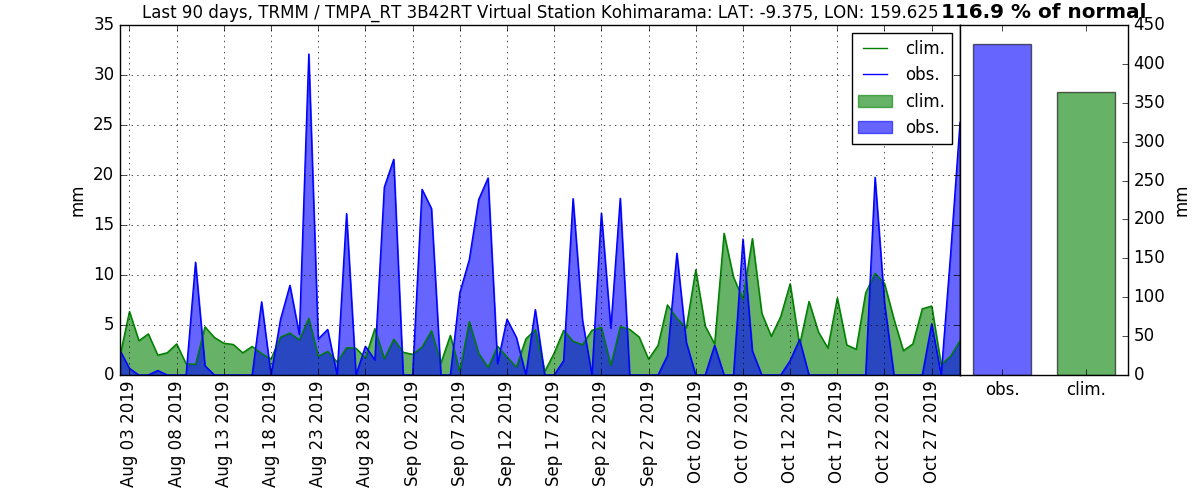 Last 90 days, TRMM / TMPA_RT 3B42RT Virtual Station Kohimarama: LAT: -9.375, LON: 159.625 116.9 % of normal
35
30
25
20
15
10
5
0
mm
clim.
obs.
clim.
obs.
450
400
350
300
250
200
150
100
50
0
mm
obs.
clim.
Aug 03 2019
Aug 08 2019
Aug 13 2019
Aug 18 2019
Aug 23 2019
Aug 28 2019
Sep 02 2019
Sep 07 2019
Sep 12 2019
Sep 17 2019
Sep 22 2019
Sep 27 2019
Oct 02 2019
Oct 07 2019
Oct 12 2019
Oct 17 2019
Oct 22 2019
Oct 27 2019